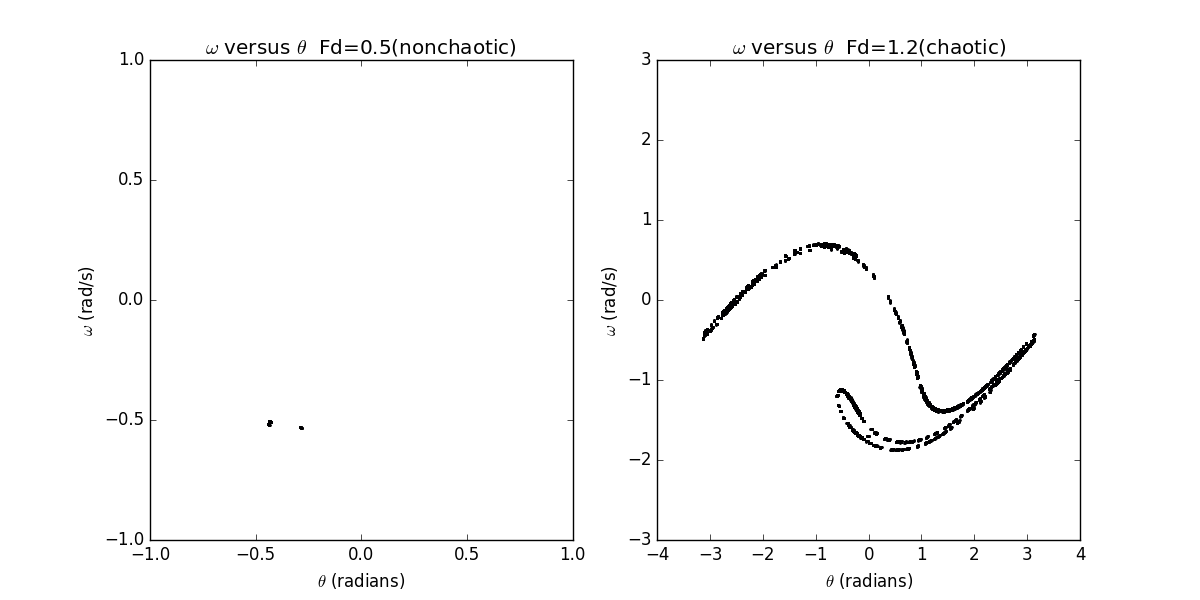 ω versus θ Fd=0.5(nonchaotic)
1.0
0.5
0.0
−0.5
−1.0
ω (rad/s)
−1.0 −0.5 0.0 0.5 1.0
θ (radians)
ω versus θ Fd=1.2(chaotic)
3
2
1
0
−1
−2
−3
ω (rad/s)
−4 −3 −2 −1 0 1 2 3 4
θ (radians)